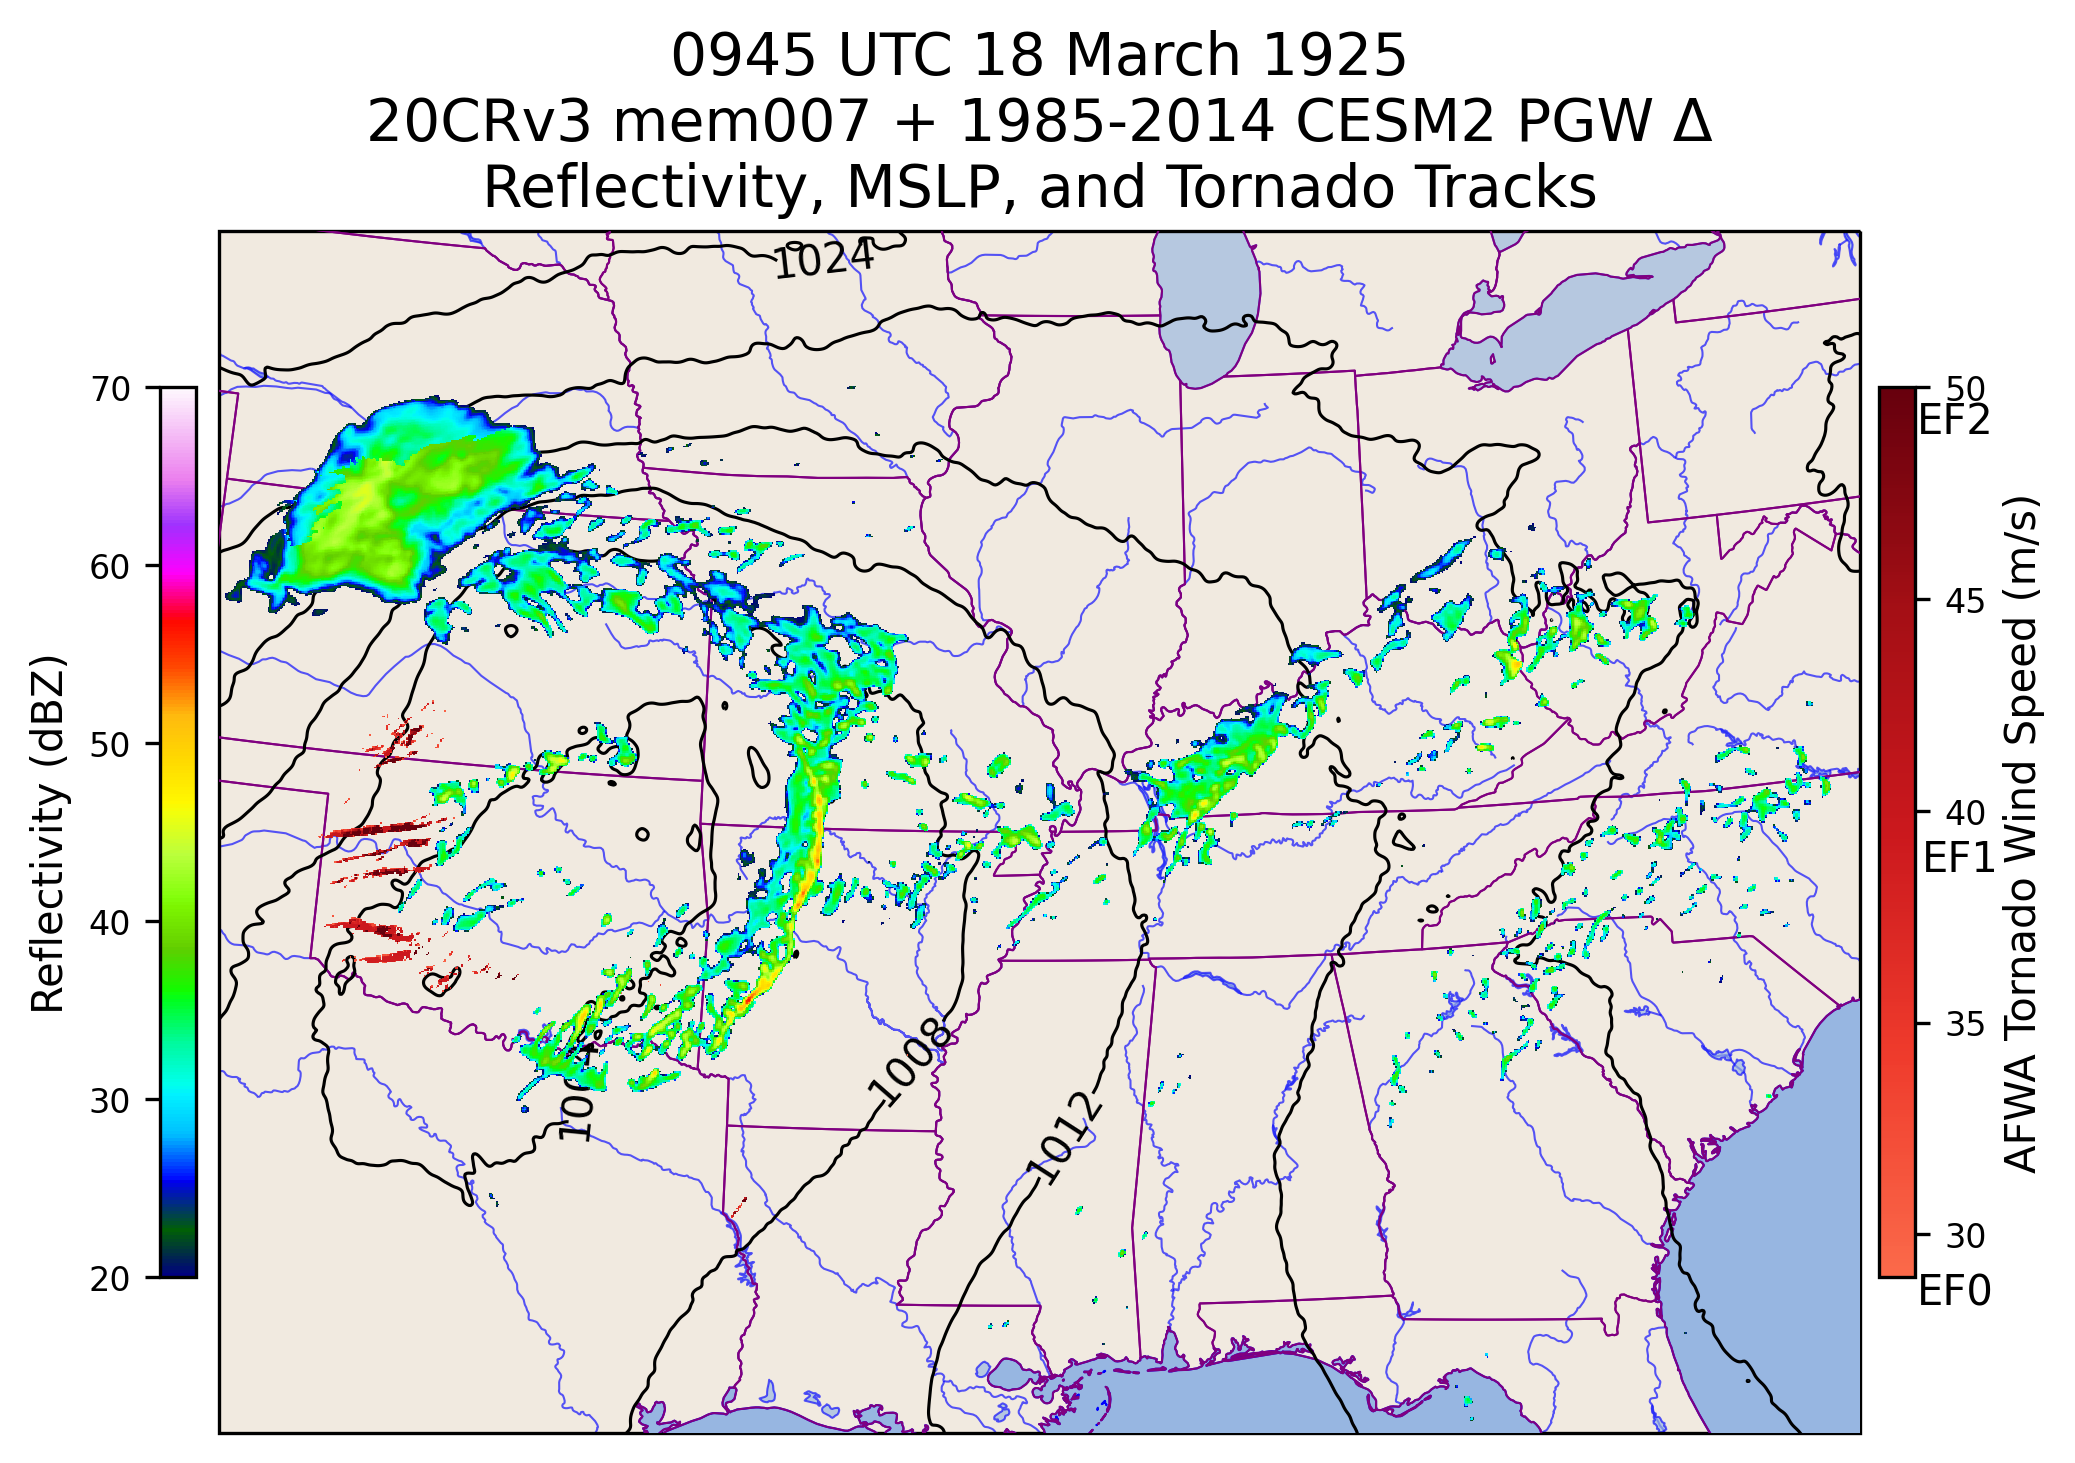 0945 UTC 18 March 1925
20CRv3 mem007 + 1985-2014 CESM2 PGW Δ
Reflectivity, MSLP, and Tornado Tracks
1024
1008
1004
1012
70
60
50
40
30
20
Reflectivity (dBZ)
50
EF2
45
40
EF1
35
30
EF0
AFWA Tornado Wind Speed (m/s)